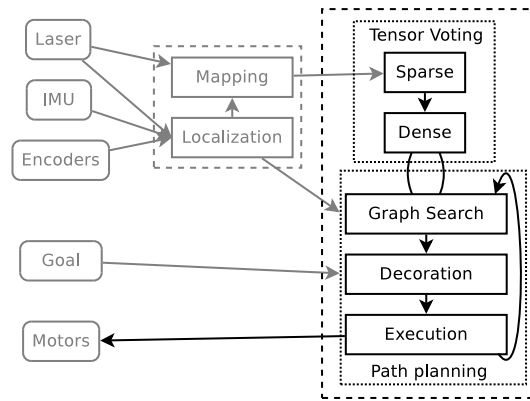 Laser
IMU
Encoders
Goal
Motors
Mapping
Localization
Tensor Voting
Sparse
Dense
Graph Search
Decoration
Execution
Path planning